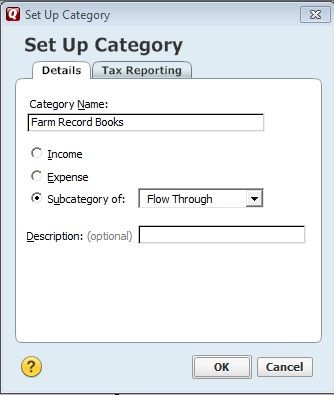 Set Up Category
Set Up Category
Details Tax Reporting
Category Name:
Farm Record Books
Income
Expense
Subcategory of: Flow Through
Description: (optional)
? OK Cancel